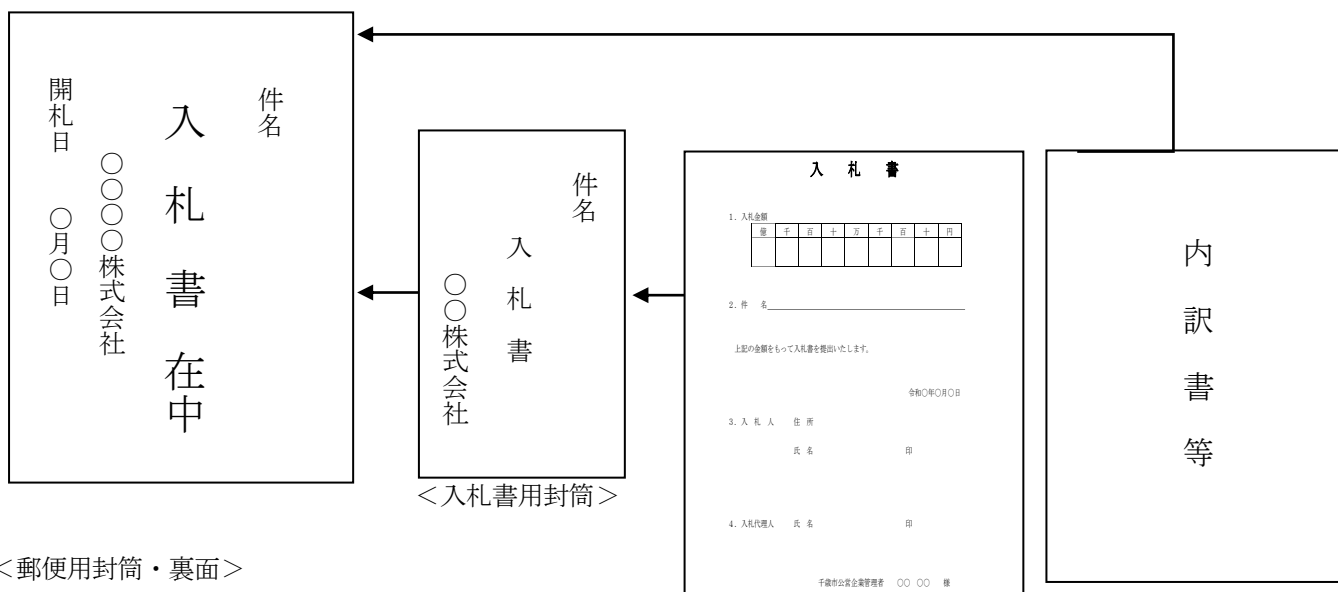 件名
入札書在中
〇〇〇〇株式会社
開札日　　〇月〇日
件名
入札書
〇〇株式会社
＜入札書用封筒＞
入　札　書
1．入札金額
億 千 百 十 万 千 百 十 円
2．件　名
上記の金額をもって入札書を提出いたします。
令和〇年〇月〇日
3．入 札 人　住 所
氏 名　印
4．入札代理人　氏 名　印
千歳市公営企業管理者　〇〇 〇〇　様
内訳書等
＜郵便用封筒・裏面＞